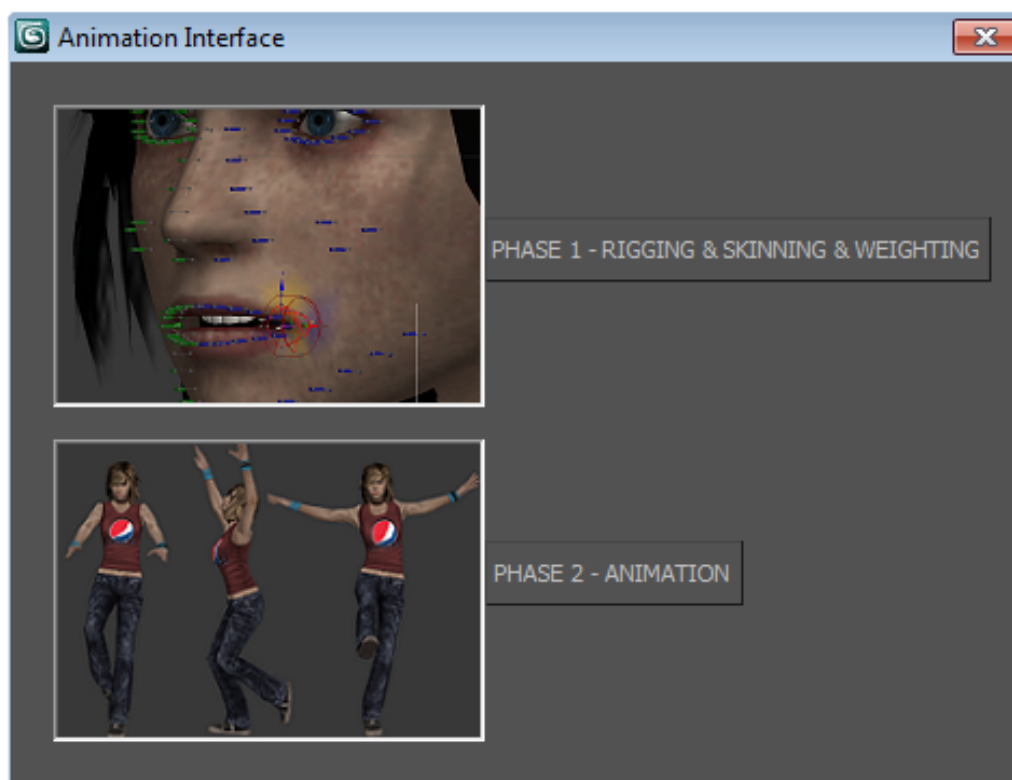 Animation Interface
PHASE 1 - RIGGING & SKINNING & WEIGHTING
PHASE 2 - ANIMATION